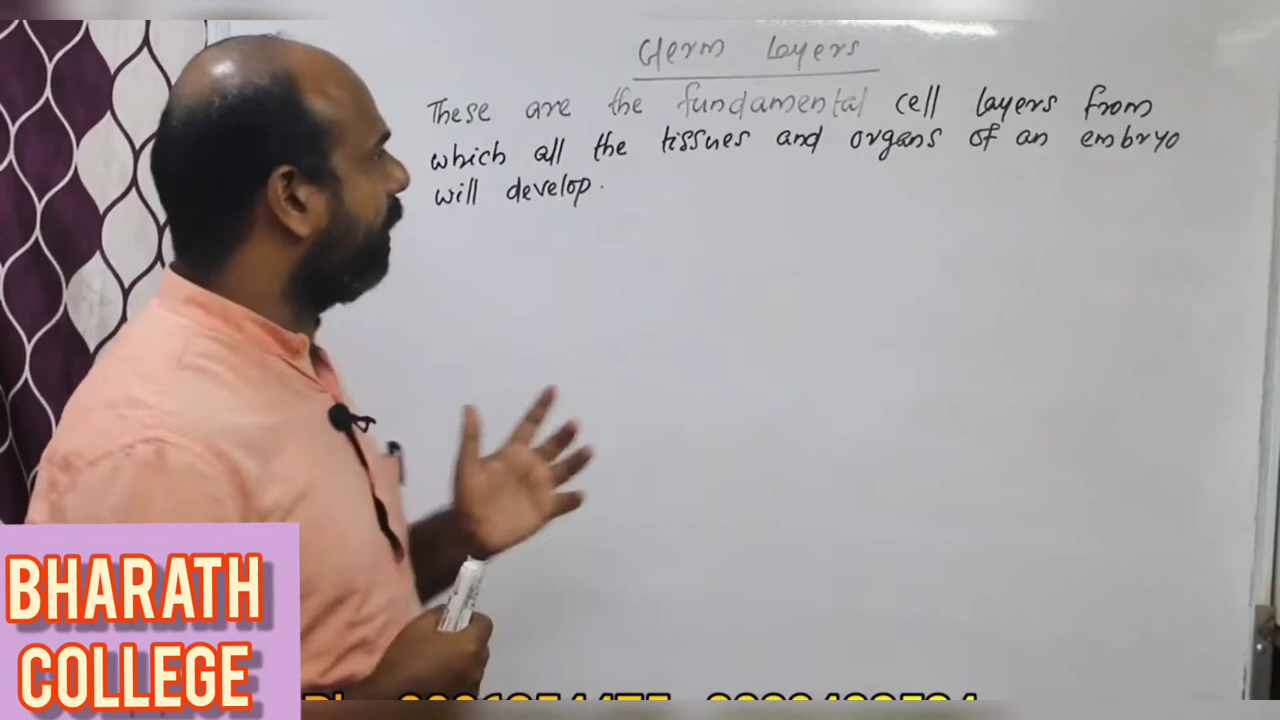 Germ Layers
These are the fundamental cell layers from
which all the tissues and organs of an embryo
will develop.
BHARATH
COLLEGE